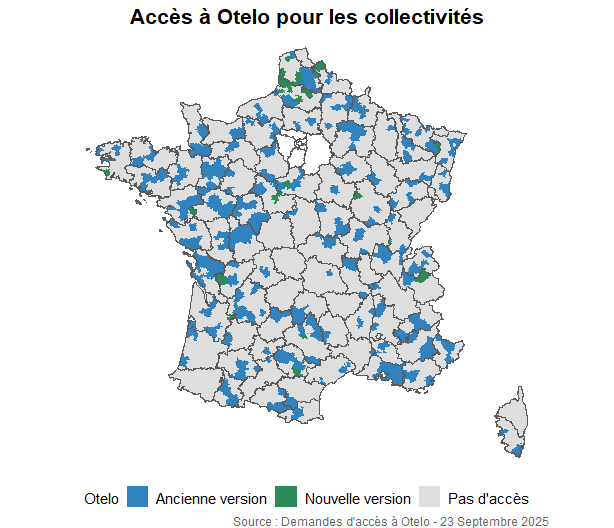 Accès à Otelo pour les collectivités
Otelo Ancienne version Nouvelle version Pas d'accès
Source : Demandes d'accès à Otelo - 23 Septembre 2025